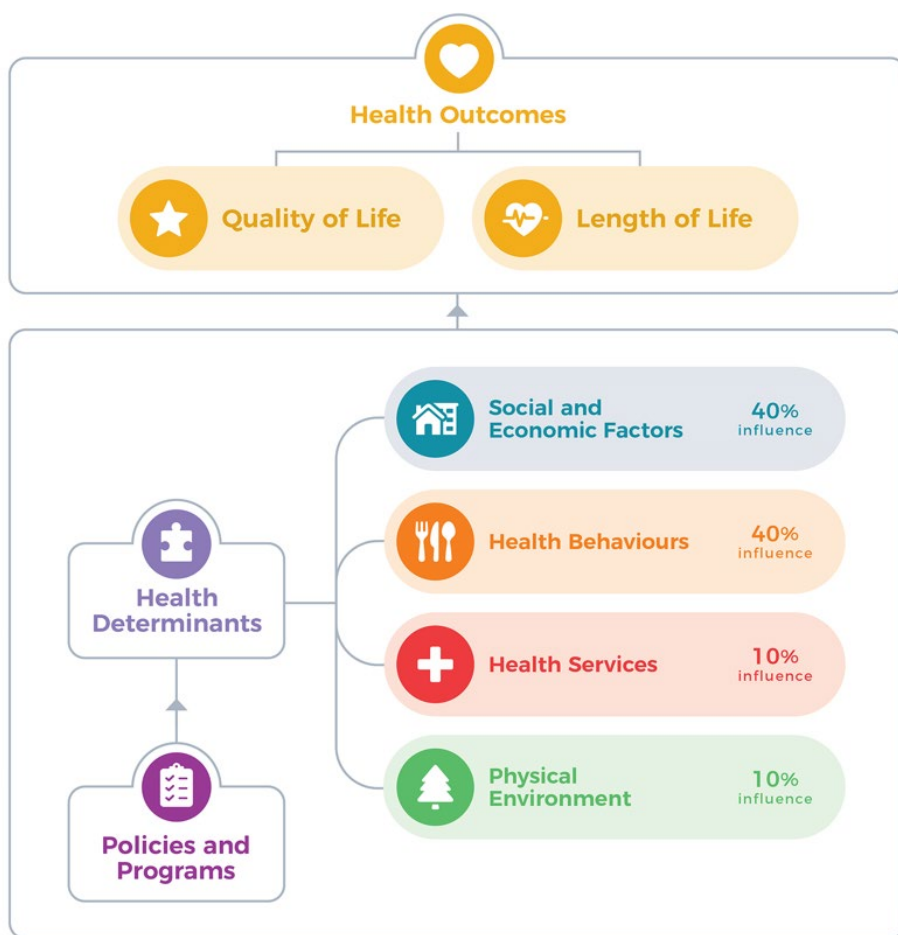 Health Outcomes
Quality of Life
Length of Life
Social and
Economic Factors
40%
influence
Health Behaviours
40%
influence
Health
Determinants
Health Services
10%
influence
Physical
Environment
10%
influence
Policies and
Programs